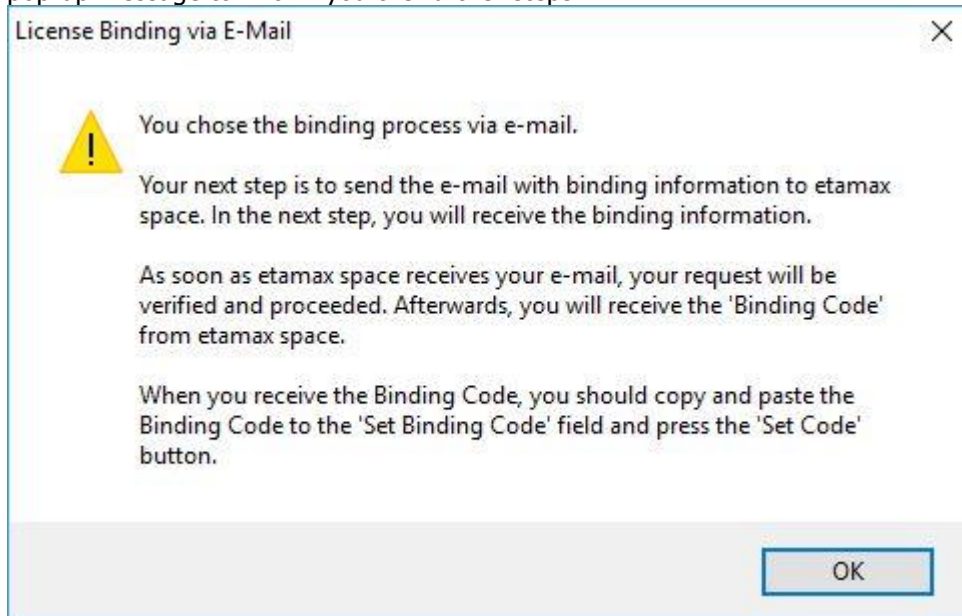 License Binding via E-Mail
You chose the binding process via e-mail.
Your next step is to send the e-mail with binding information to etamax
space. In the next step, you will receive the binding information.
As soon as etamax space receives your e-mail, your request will be
verified and proceeded. Afterwards, you will receive the 'Binding Code'
from etamax space.
When you receive the Binding Code, you should copy and paste the
Binding Code to the 'Set Binding Code' field and press the 'Set Code'
button.
OK